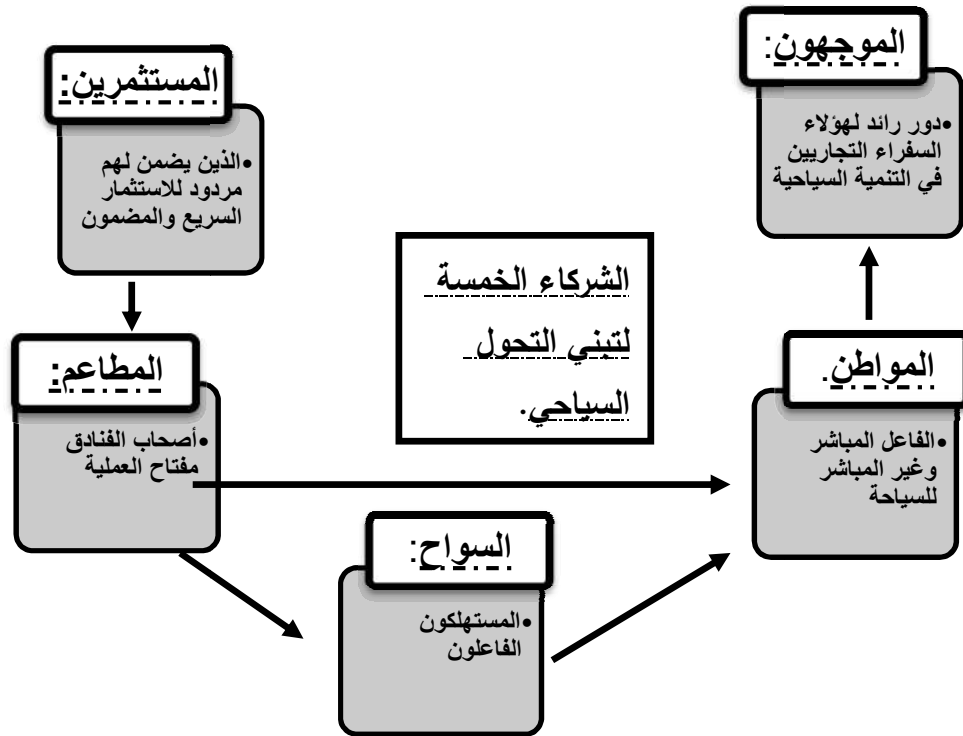 الموجهون:
•دور رائد لهؤلاء
السفراء التجاريين
في التنمية السياحية
المستثمرين:
•الذين يضمن لهم
مردود للاستثمار
السريع والمضمون
الشركاء الخمسة
لتبني التحول
السياحي.
المواطن.
•الفاعل المباشر
وغير المباشر
للسياحة
المطاعم:
•أصحاب الفنادق
مفتاح العملية
السواح:
•المستهلكون
الفاعلون